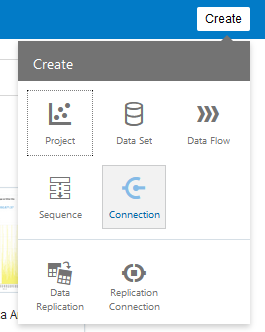 Create
Create
Project
Data Set
Data Flow
Sequence
Connection
Data
Replication
Replication
Connection